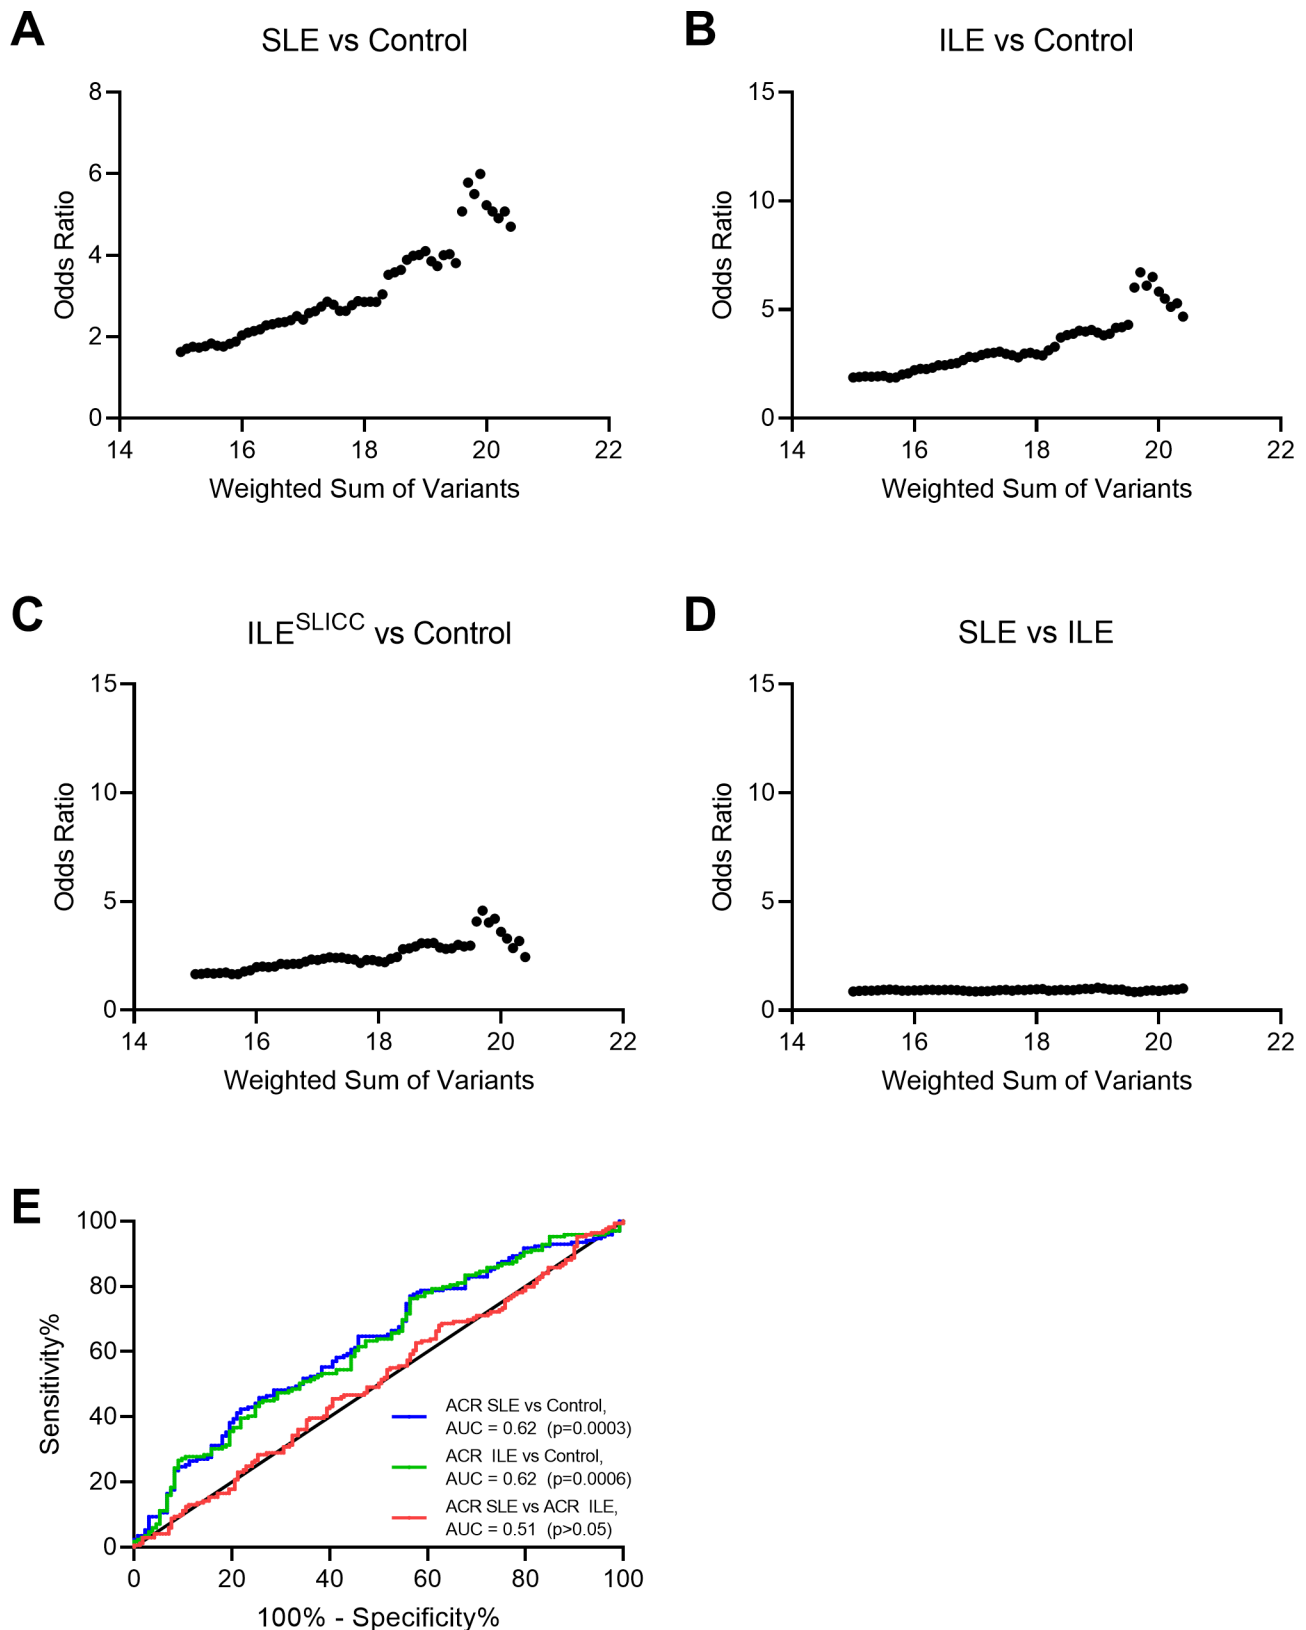 A
SLE vs Control
8
6
4
2
0
Odds Ratio
14 16 18 20 22
Weighted Sum of Variants
B
ILE vs Control
15
10
5
0
Odds Ratio
14 16 18 20 22
Weighted Sum of Variants
C
ILE^SLICC vs Control
15
10
5
0
Odds Ratio
14 16 18 20 22
Weighted Sum of Variants
D
SLE vs ILE
15
10
5
0
Odds Ratio
14 16 18 20 22
Weighted Sum of Variants
E
100
80
60
40
20
0
Sensitivity%
ACR SLE vs Control,
AUC = 0.62 (p=0.0003)
ACR ILE vs Control,
AUC = 0.62 (p=0.0006)
ACR SLE vs ACR ILE,
AUC = 0.51 (p>0.05)
0 20 40 60 80 100
100% - Specificity%